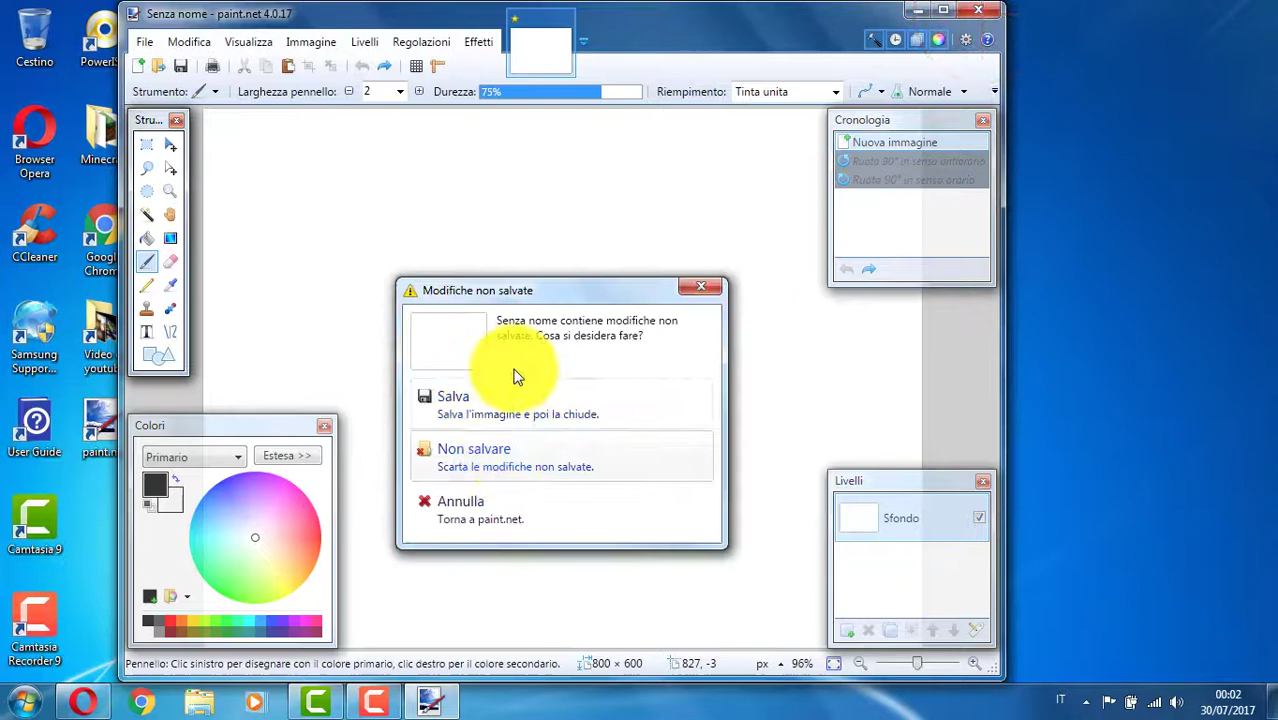 Senza nome - paint.net 4.0.17
File Modifica Visualizza Immagine Livelli Regolazioni Effetti
Strumento: Larghezza pennello: 2 Durezza: 75% Riempimento: Tinta unita Normale
Stru...
Cronologia
Nuova immagine
Ruota 90° in senso antiorario
Ruota 90° in senso orario
Modifiche non salvate
Senza nome contiene modifiche non
salvate. Cosa si desidera fare?
Salva
Salva l'immagine e poi la chiude.
Non salvare
Scarta le modifiche non salvate.
Annulla
Torna a paint.net.
Colori
Primario
Estesa >>
Livelli
Sfondo
Pennello: Clic sinistro per disegnare con il colore primario, clic destro per il colore secondario. 800 × 600 827, -3 px 96%
Cestino
PowerIS
Browser
Opera
Minecra
CCleaner
Google
Chrom
Samsung
Suppor...
Video
youtub
User Guide
paint.n
Camtasia 9
Camtasia
Recorder 9
IT
00:02
30/07/2017